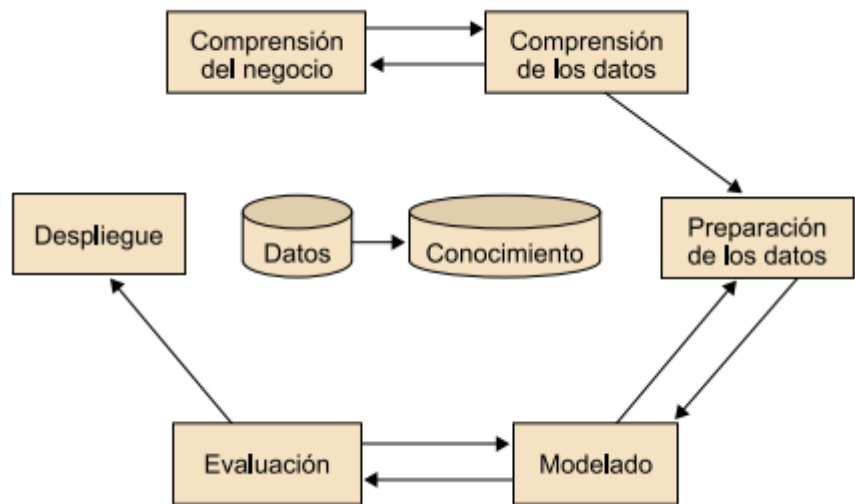 Comprensión
del negocio
Comprensión
de los datos
Despliegue
Datos
Conocimiento
Preparación
de los datos
Evaluación
Modelado